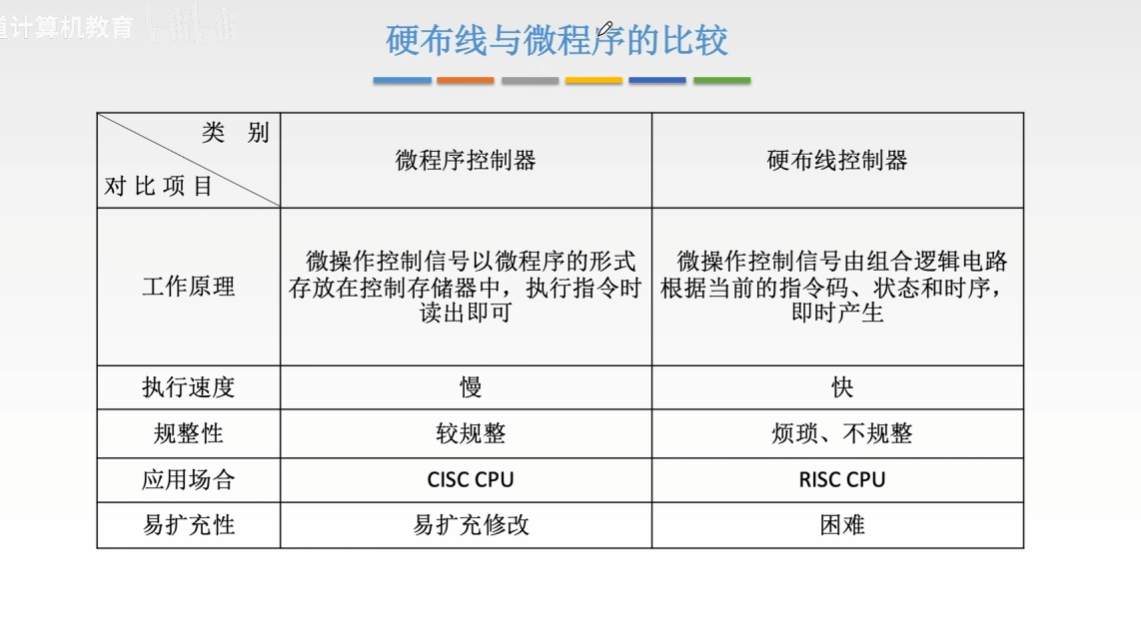 道计算机教育
硬布线与微程序的比较
类 别
对比项目
微程序控制器
硬布线控制器
工作原理
微操作控制信号以微程序的形式
存放在控制存储器中，执行指令时
读出即可
微操作控制信号由组合逻辑电路
根据当前的指令码、状态和时序，
即时产生
执行速度
慢
快
规整性
较规整
烦琐、不规整
应用场合
CISC CPU
RISC CPU
易扩充性
易扩充修改
困难